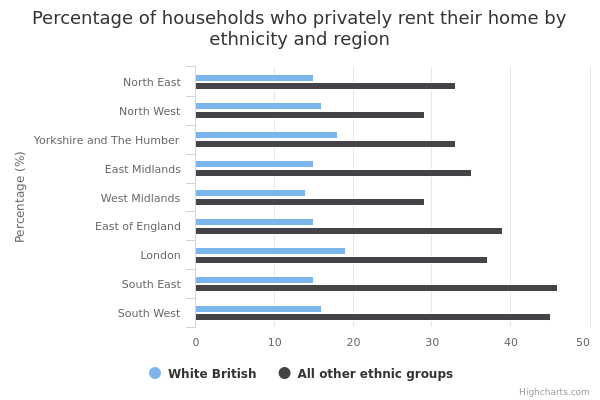 Percentage of households who privately rent their home by
ethnicity and region
Percentage (%)
North East
North West
Yorkshire and The Humber
East Midlands
West Midlands
East of England
London
South East
South West
0 10 20 30 40 50
White British All other ethnic groups
Highcharts.com